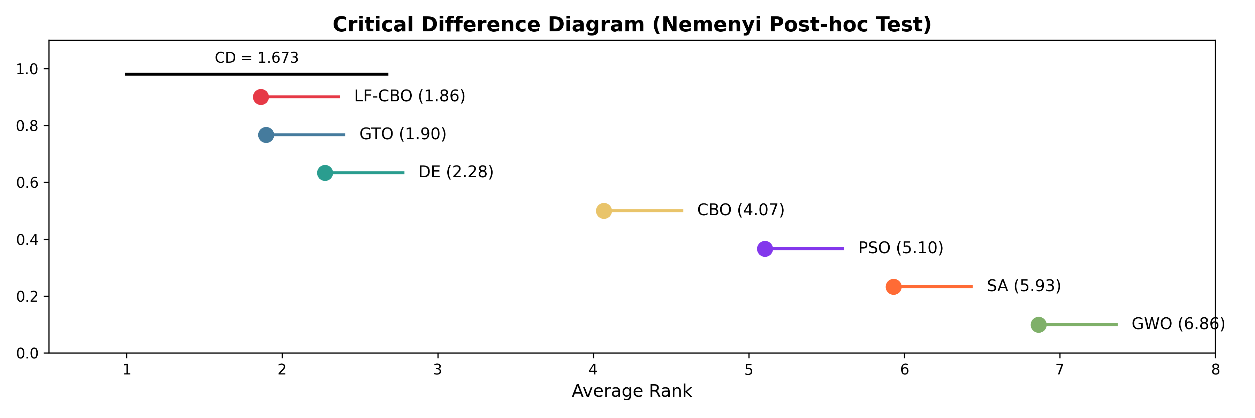 Critical Difference Diagram (Nemenyi Post-hoc Test)
CD = 1.673
1.0
LF-CBO (1.86)
GTO (1.90)
0.8
DE (2.28)
0.6
CBO (4.07)
0.4
PSO (5.10)
SA (5.93)
0.2
GWO (6.86)
0.0
1 2 3 4 5 6 7 8
Average Rank